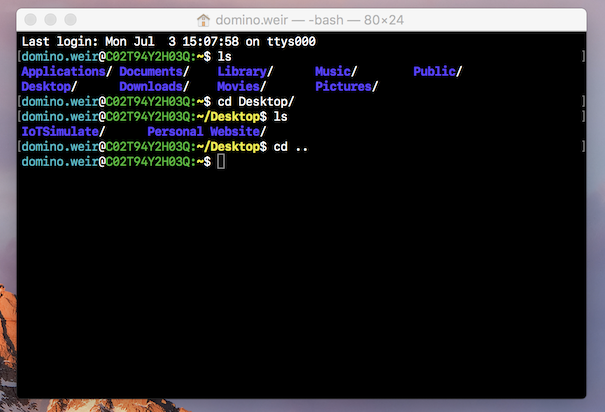 domino.weir — -bash — 80×24
Last login: Mon Jul  3 15:07:58 on ttys000
[domino.weir@C02T94Y2H03Q:~$ ls ]
Applications/ Documents/    Library/      Music/        Public/
Desktop/      Downloads/    Movies/       Pictures/
[domino.weir@C02T94Y2H03Q:~$ cd Desktop/ ]
[domino.weir@C02T94Y2H03Q:~/Desktop$ ls ]
IoTSimulate/      Personal Website/
[domino.weir@C02T94Y2H03Q:~/Desktop$ cd .. ]
domino.weir@C02T94Y2H03Q:~$